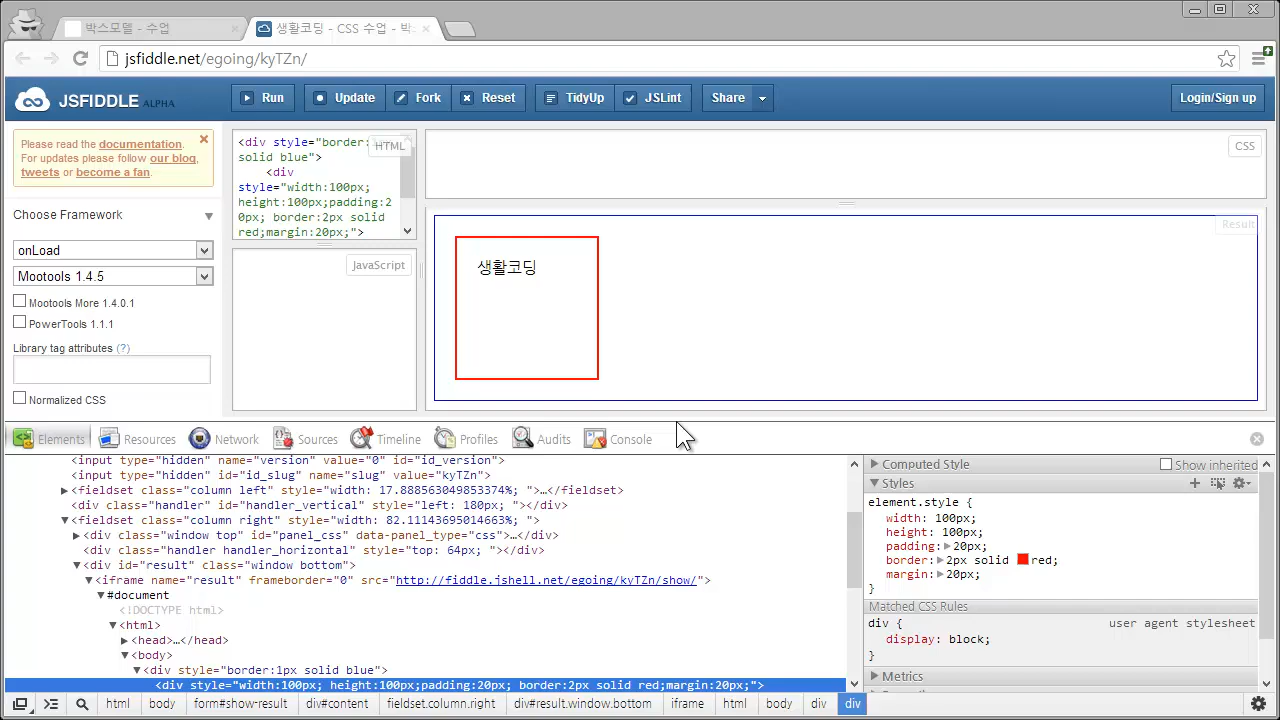 박스모델 - 수업
생활코딩 - CSS 수업 - 박
jsfiddle.net/egoing/kyTZn/
JSFIDDLE ALPHA
Run
Update
Fork
Reset
TidyUp
JSLint
Share
Login/Sign up
Please read the documentation.
For updates please follow our blog,
tweets or become a fan.
Choose Framework
onLoad
Mootools 1.4.5
Mootools More 1.4.0.1
PowerTools 1.1.1
Library tag attributes (?)
Normalized CSS
HTML
<div style="border:
solid blue">
<div
style="width:100px;
height:100px;padding:2
0px; border:2px solid
red;margin:20px;">
JavaScript
CSS
Result
생활코딩
Elements
Resources
Network
Sources
Timeline
Profiles
Audits
Console
<input type="hidden" name="version" value="0" id="id_version">
<input type="hidden" id="id_slug" name="slug" value="kyTZn">
<fieldset class="column left" style="width: 17.888563049853374%; ">…</fieldset>
<div class="handler" id="handler_vertical" style="left: 180px; "></div>
<fieldset class="column right" style="width: 82.11143695014663%; ">
<div class="window top" id="panel_css" data-panel_type="css">…</div>
<div class="handler handler_horizontal" style="top: 64px; "></div>
<div id="result" class="window bottom">
<iframe name="result" frameborder="0" src="http://fiddle.jshell.net/egoing/kyTZn/show/">
#document
<!DOCTYPE html>
<html>
<head>…</head>
<body>
<div style="border:1px solid blue">
<div style="width:100px; height:100px;padding:20px; border:2px solid red;margin:20px;">
Computed Style
Show inherited
Styles
element.style {
width: 100px;
height: 100px;
padding: 20px;
border: 2px solid red;
margin: 20px;
}
Matched CSS Rules
div {
user agent stylesheet
display: block;
}
Metrics
html
body
form#show-result
div#content
fieldset.column.right
div#result.window.bottom
iframe
html
body
div
div